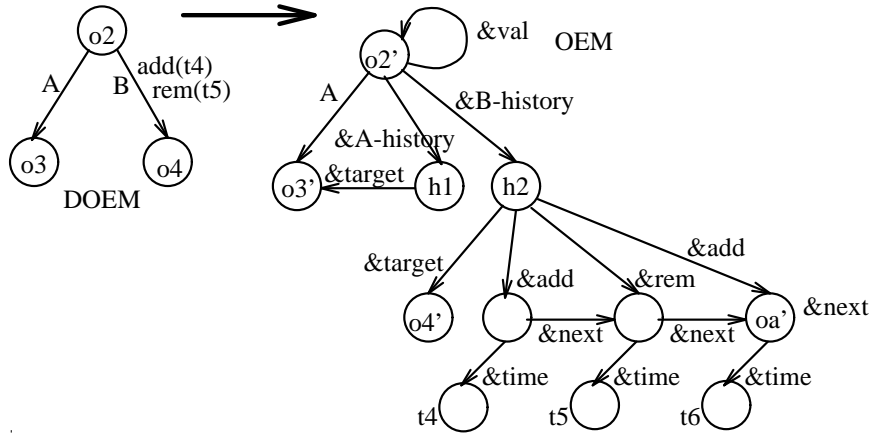 o2
&val
OEM
o2’
add(t4)
A
B
rem(t5)
A
&B-history
&A-history
o3
o4
&target
o3’
h1
h2
DOEM
&add
&target
&add
&rem
o4’
oa’
&next
&next
&next
&time
&time
&time
t4
t5
t6